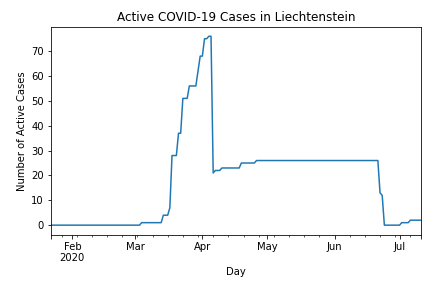 Active COVID-19 Cases in Liechtenstein
Number of Active Cases
70
60
50
40
30
20
10
0
Feb Mar Apr May Jun Jul
2020
Day